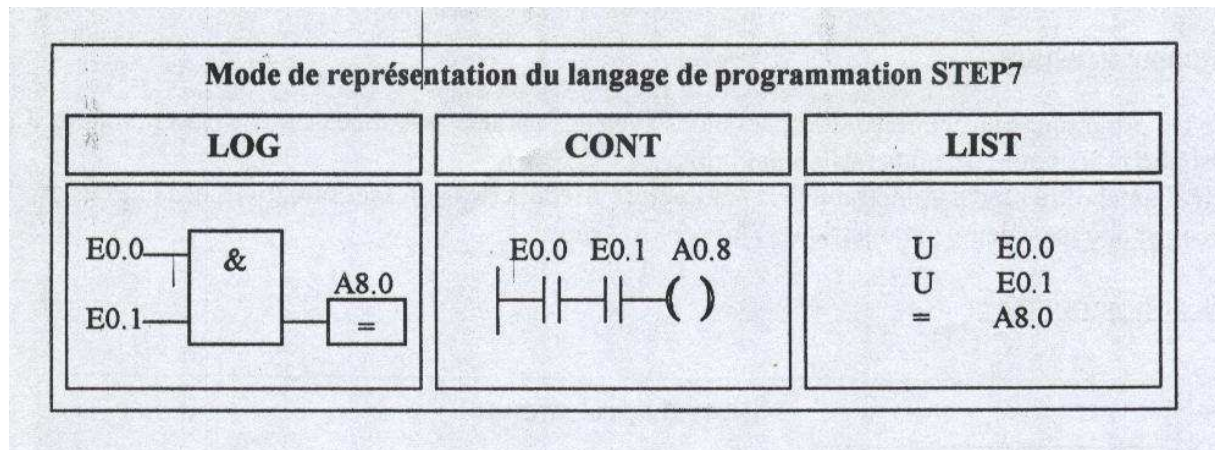 Mode de représentation du langage de programmation STEP7
LOG
CONT
LIST
E0.0
&
A8.0
E0.1
=
E0.0 E0.1 A0.8
( )
U E0.0
U E0.1
= A8.0